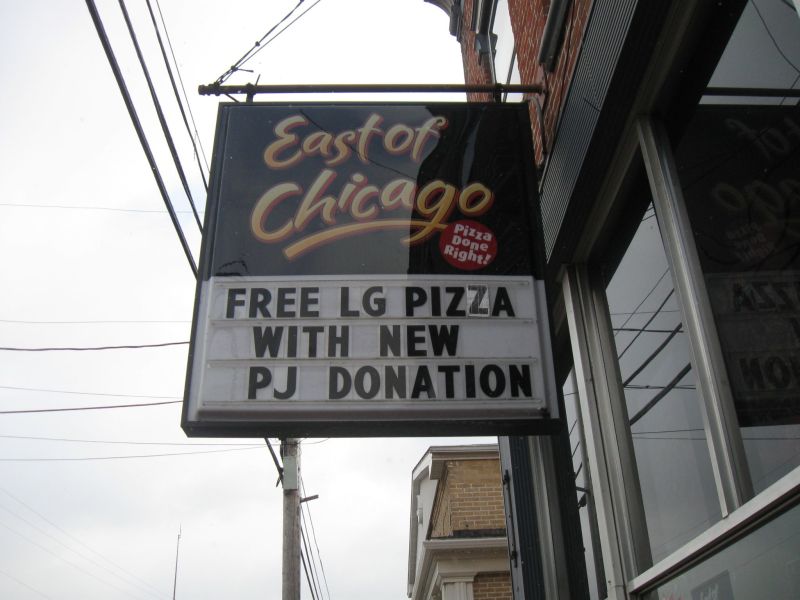 East of
Chicago
Pizza
Done
Right!
FREE LG PIZZA
WITH NEW
PJ DONATION